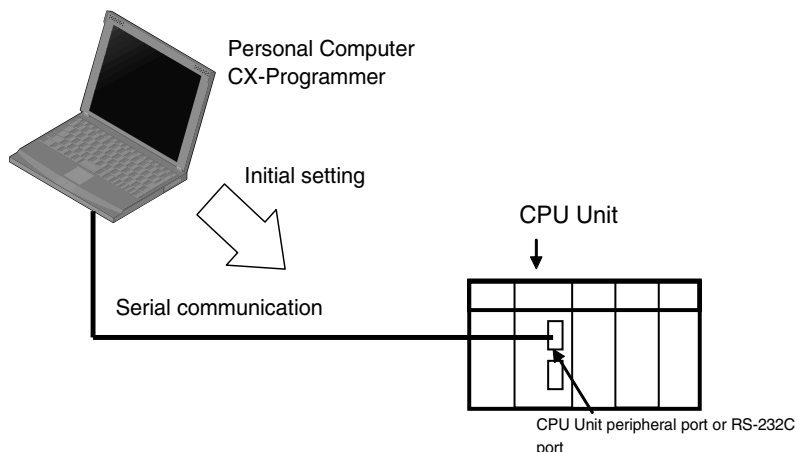 Personal Computer
CX-Programmer
Initial setting
CPU Unit
Serial communication
CPU Unit peripheral port or RS-232C
port